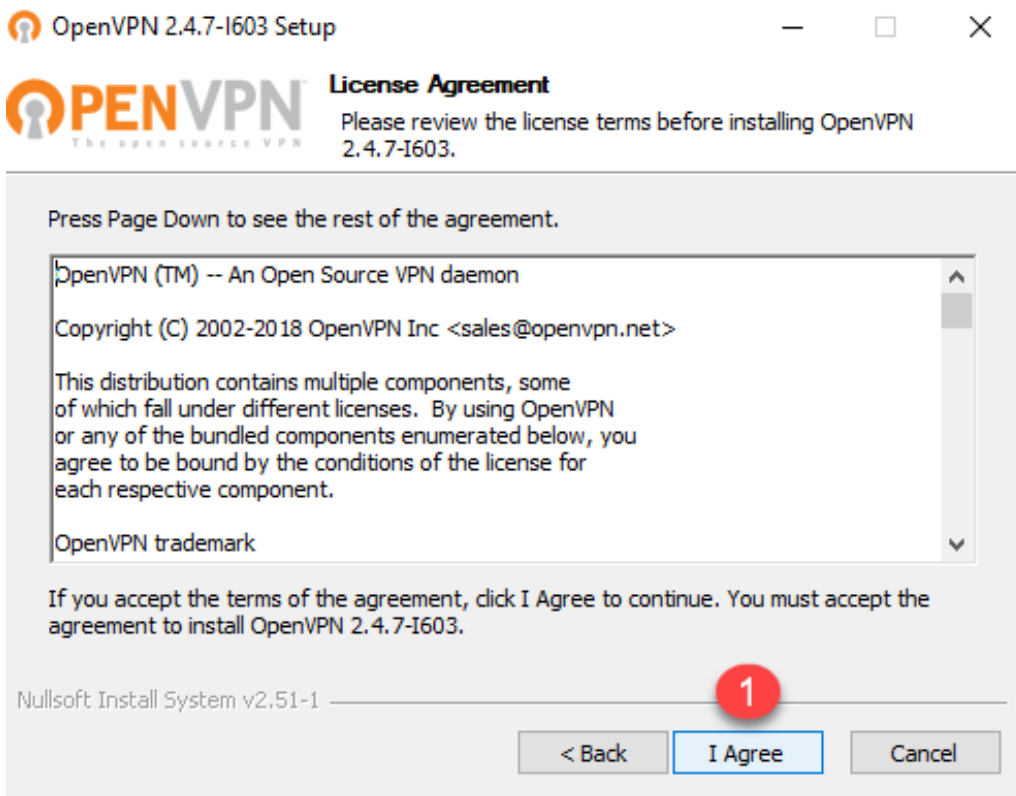 OpenVPN 2.4.7-I603 Setup
OPENVPN
The open source VPN
License Agreement
Please review the license terms before installing OpenVPN
2.4.7-I603.
Press Page Down to see the rest of the agreement.
OpenVPN (TM) -- An Open Source VPN daemon
Copyright (C) 2002-2018 OpenVPN Inc <sales@openvpn.net>
This distribution contains multiple components, some
of which fall under different licenses.  By using OpenVPN
or any of the bundled components enumerated below, you
agree to be bound by the conditions of the license for
each respective component.
OpenVPN trademark
If you accept the terms of the agreement, click I Agree to continue. You must accept the
agreement to install OpenVPN 2.4.7-I603.
Nullsoft Install System v2.51-1
1
< Back
I Agree
Cancel